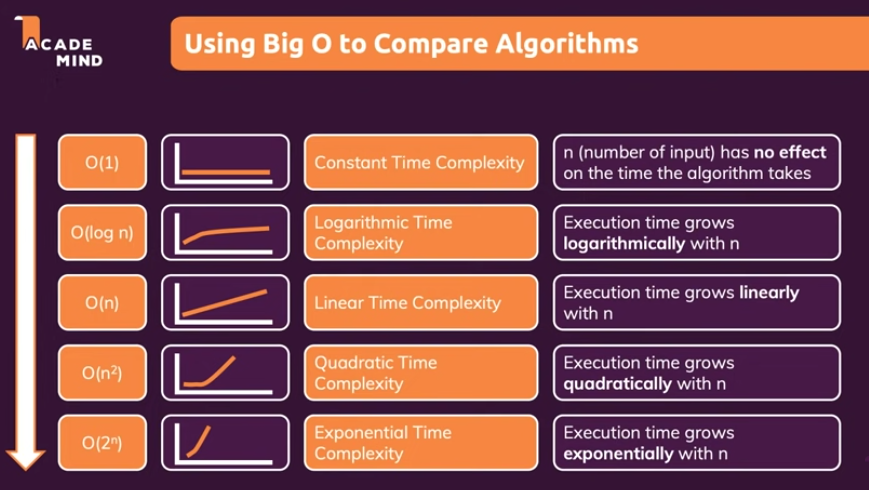 ACADE
MIND
Using Big O to Compare Algorithms
O(1)
Constant Time Complexity
n (number of input) has no effect
on the time the algorithm takes
O(log n)
Logarithmic Time
Complexity
Execution time grows
logarithmically with n
O(n)
Linear Time Complexity
Execution time grows linearly
with n
O(n²)
Quadratic Time
Complexity
Execution time grows
quadratically with n
O(2ⁿ)
Exponential Time
Complexity
Execution time grows
exponentially with n